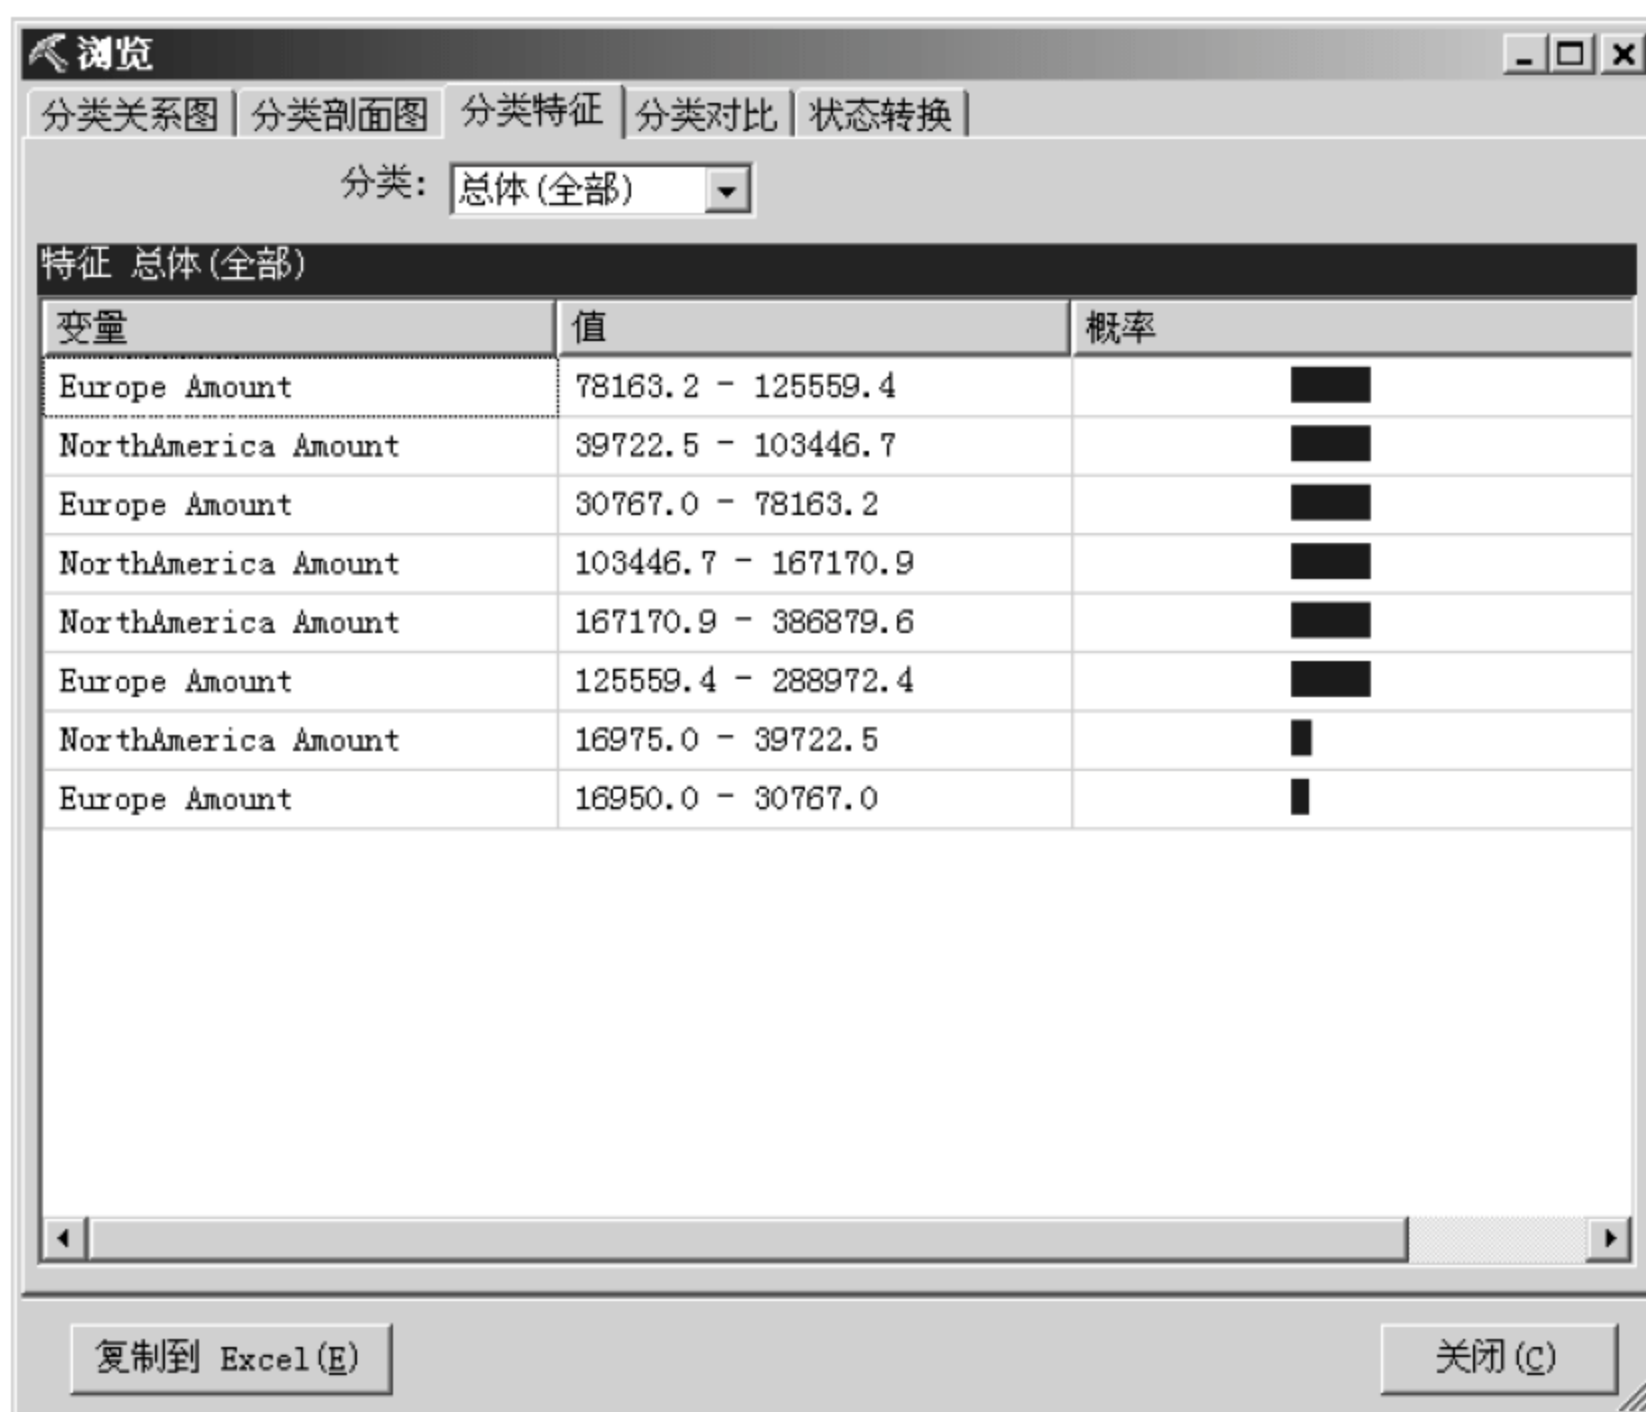 浏览
分类关系图 分类剖面图 分类特征 分类对比 状态转换
分类: 总体(全部)
特征 总体(全部)
变量 值 概率
Europe Amount 78163.2 - 125559.4
NorthAmerica Amount 39722.5 - 103446.7
Europe Amount 30767.0 - 78163.2
NorthAmerica Amount 103446.7 - 167170.9
NorthAmerica Amount 167170.9 - 386879.6
Europe Amount 125559.4 - 288972.4
NorthAmerica Amount 16975.0 - 39722.5
Europe Amount 16950.0 - 30767.0
复制到 Excel(E) 关闭(C)